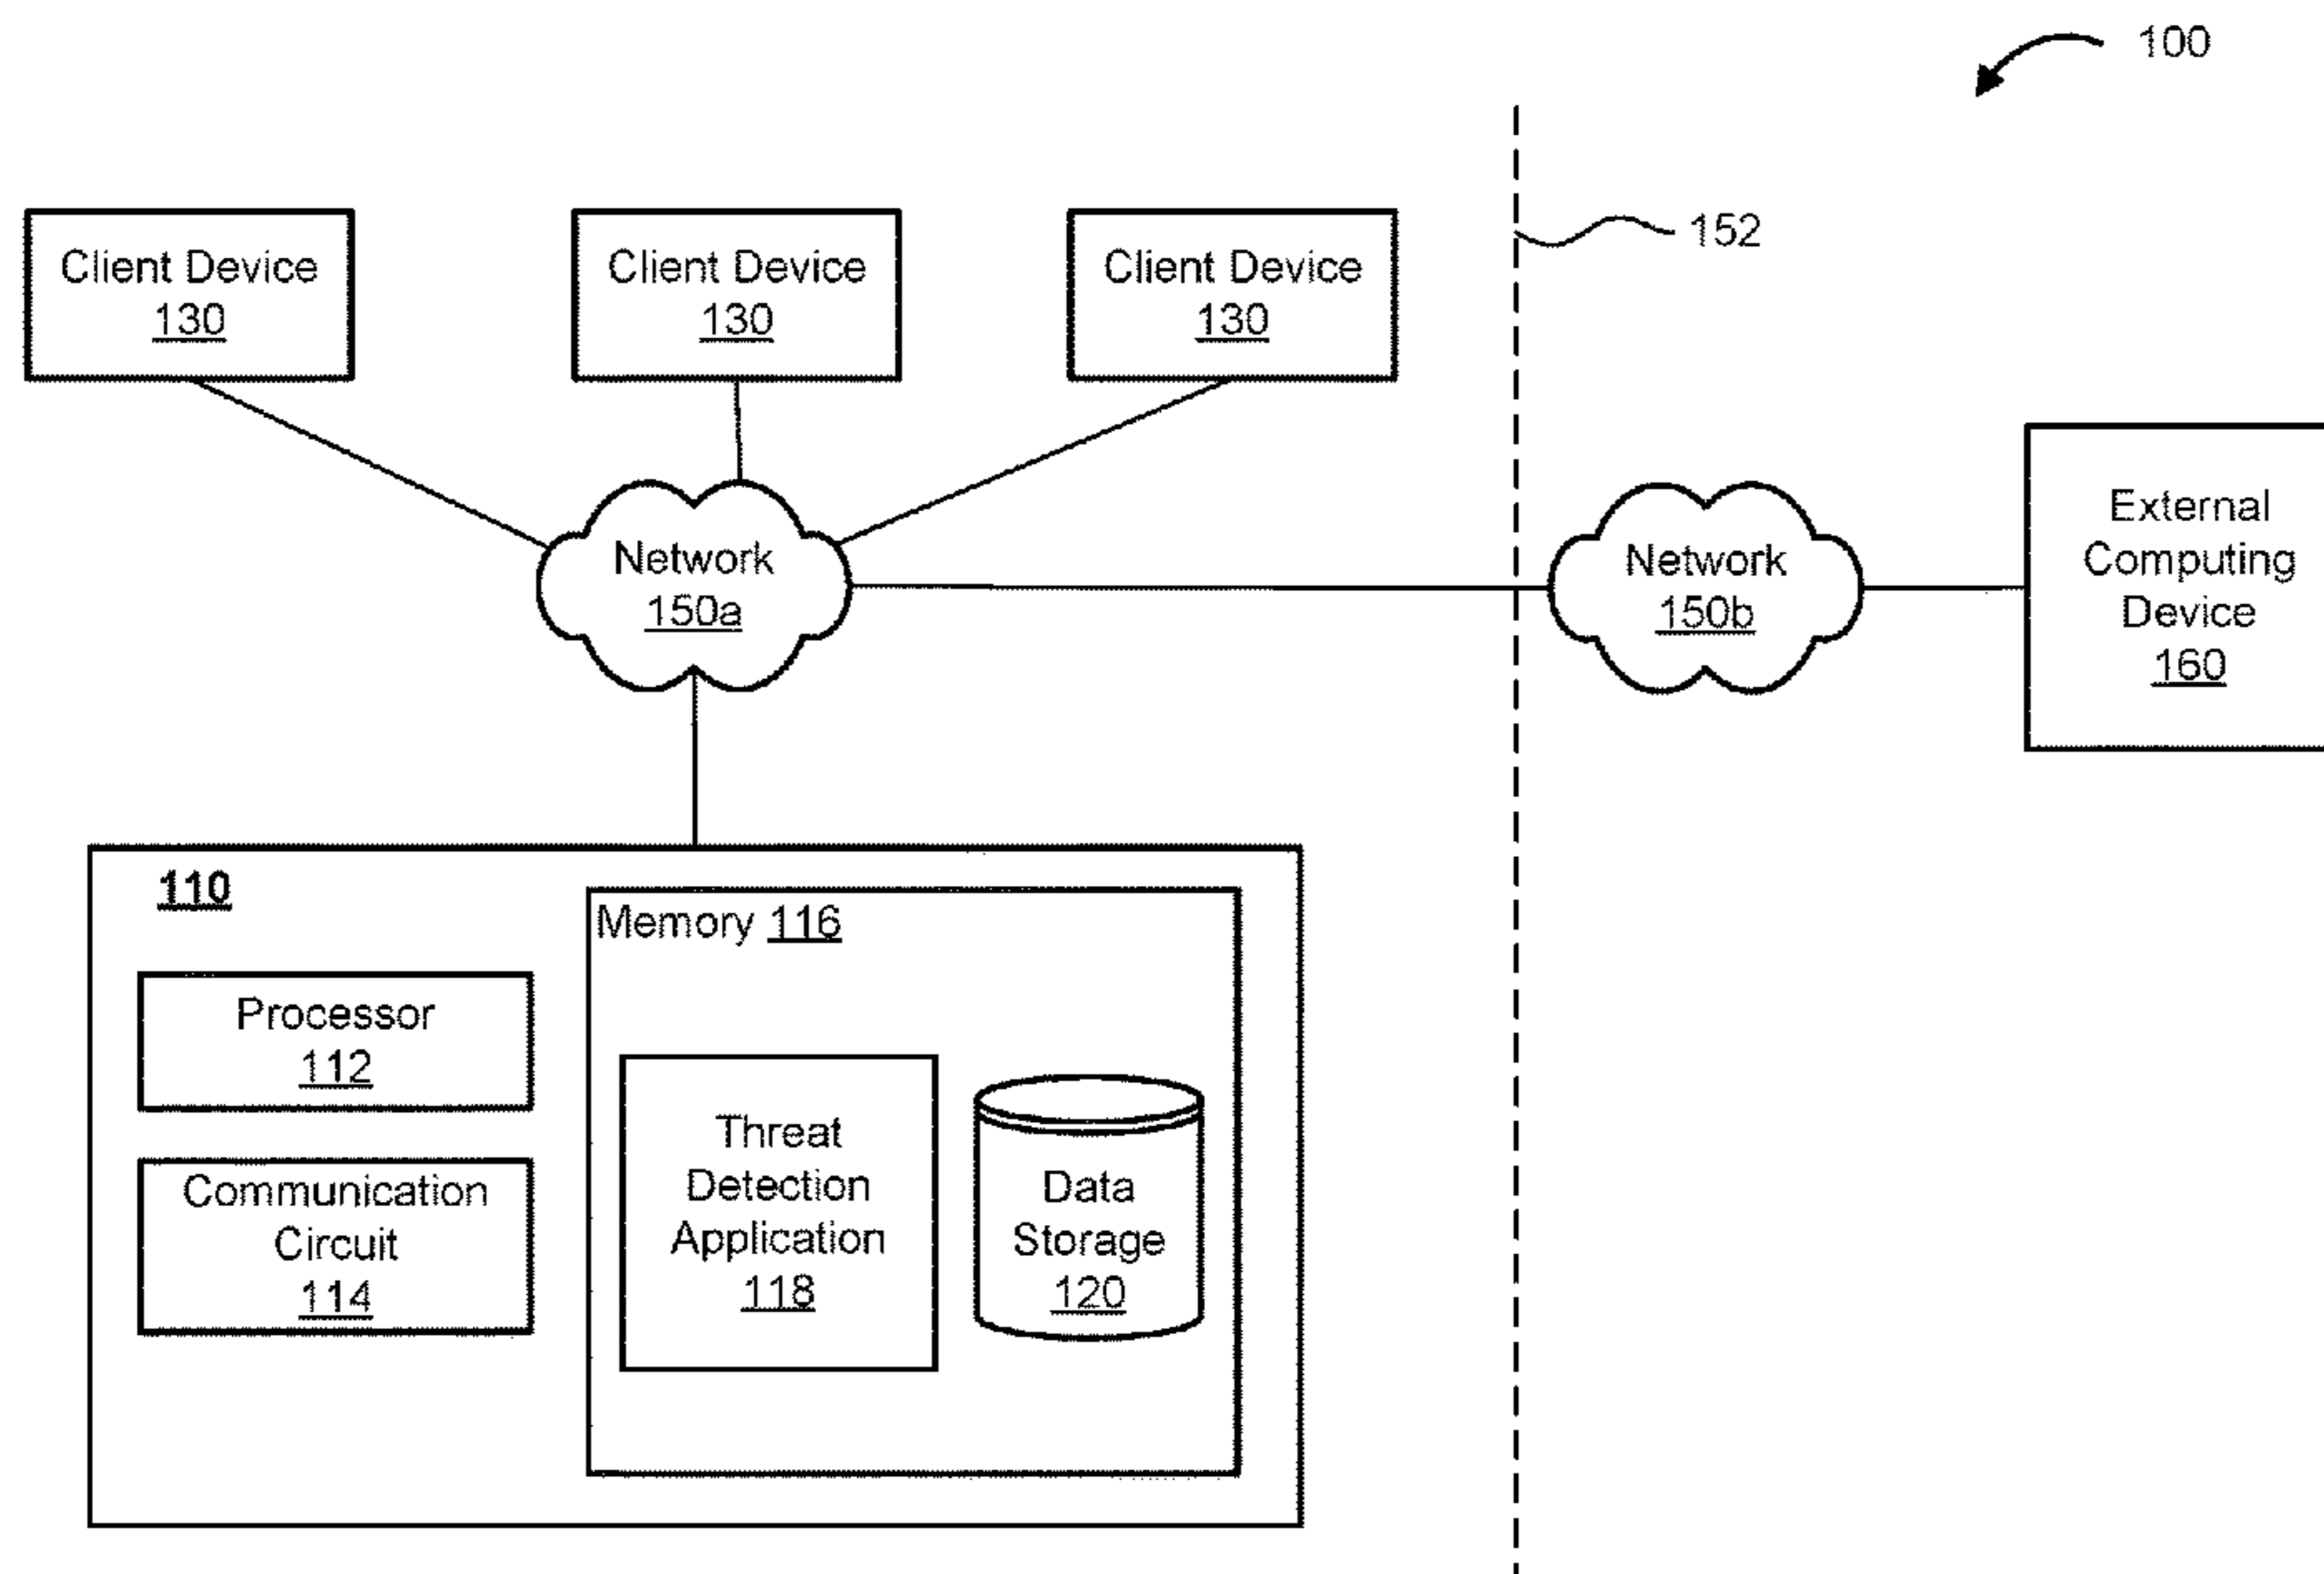 100
152
Client Device
130
Client Device
130
Client Device
130
Network
150a
Network
150b
External
Computing
Device
160
110
Memory 116
Processor
112
Communication
Circuit
114
Threat
Detection
Application
118
Data
Storage
120